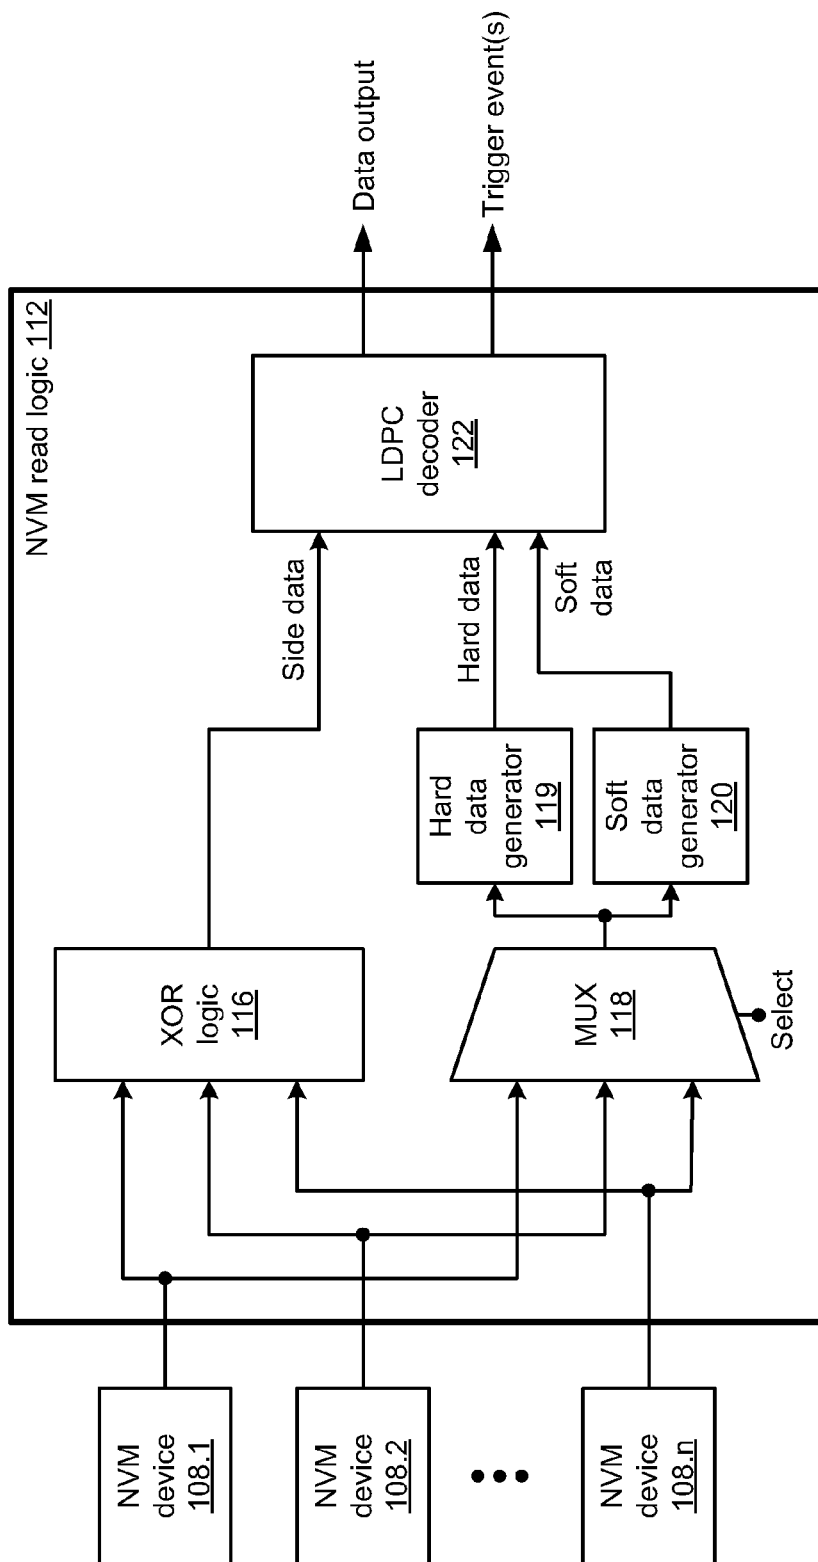 NVM read logic 112
NVM
device
108.1
NVM
device
108.2
NVM
device
108.n
XOR
logic
116
MUX
118
Select
Hard
data
generator
119
Soft
data
generator
120
Side data
Hard data
Soft
data
LDPC
decoder
122
Data output
Trigger event(s)